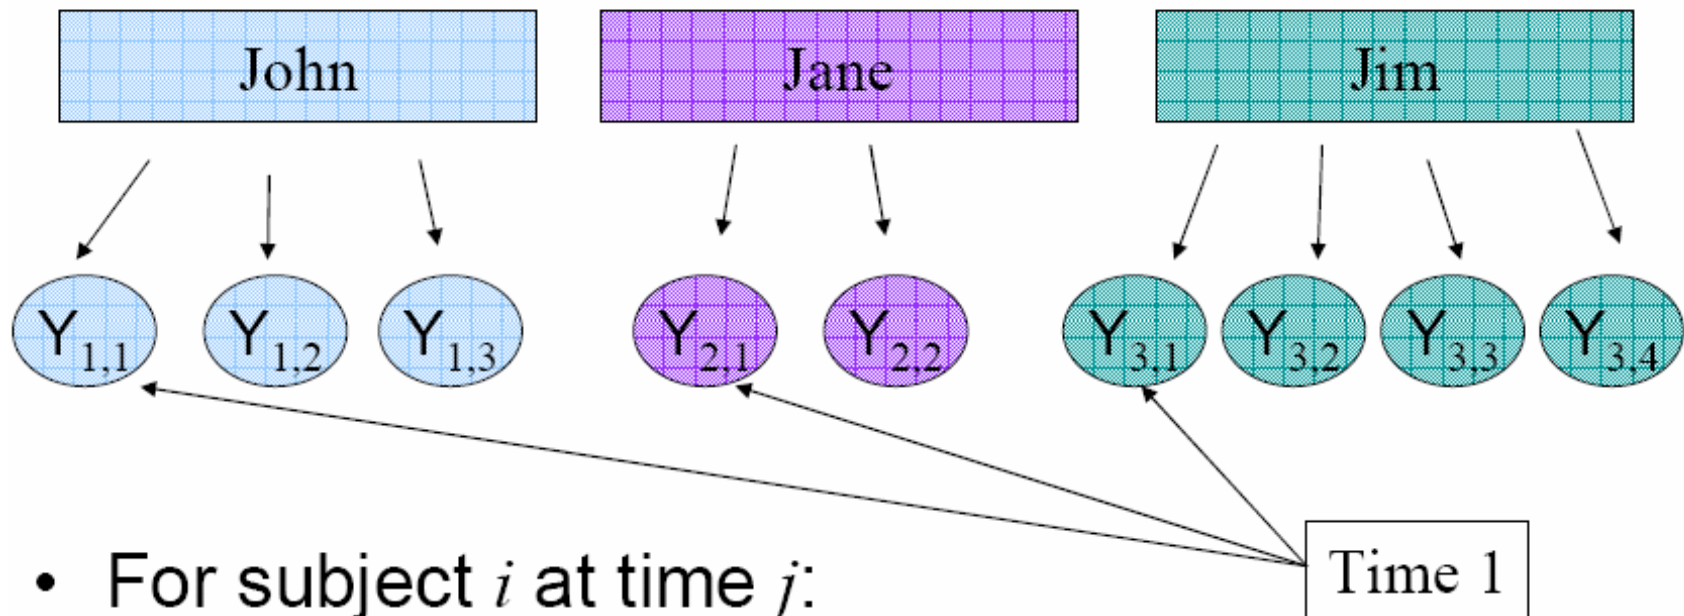 John Jane Jim
Y1,1 Y1,2 Y1,3 Y2,1 Y2,2 Y3,1 Y3,2 Y3,3 Y3,4
• For subject i at time j:
Time 1